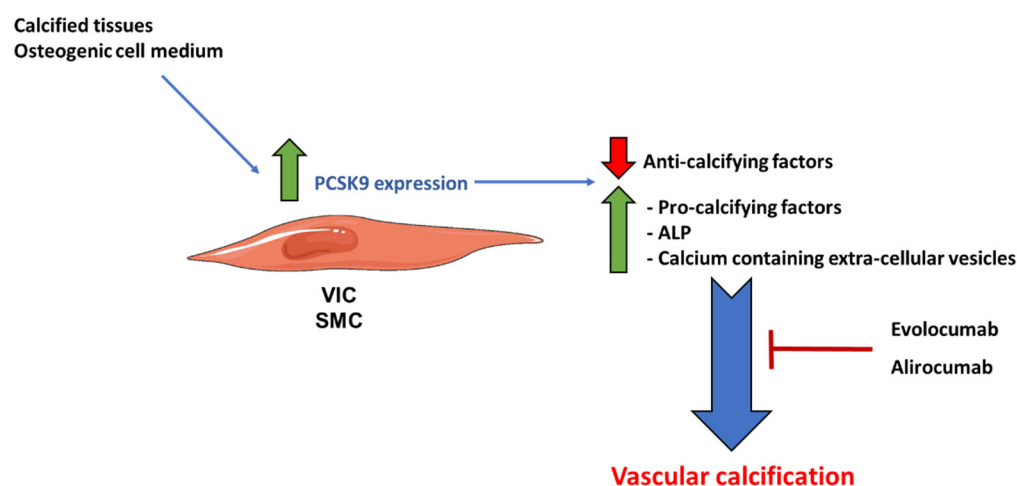 Calcified tissues
Osteogenic cell medium
PCSK9 expression
VIC
SMC
Anti-calcifying factors
- Pro-calcifying factors
- ALP
- Calcium containing extra-cellular vesicles
Evolocumab
Alirocumab
Vascular calcification